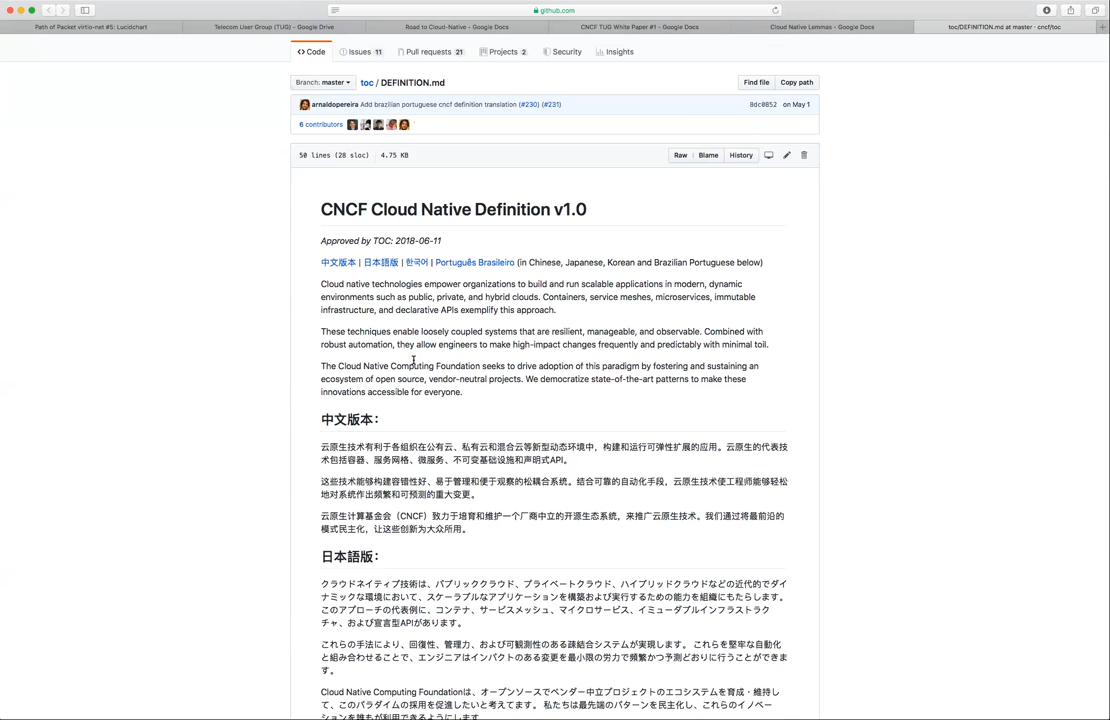 github.com
Path of Packet virtio-net #5: Lucidchart
Telecom User Group (TUG) - Google Drive
Road to Cloud-Native - Google Docs
CNCF TUG White Paper #1 - Google Docs
Cloud Native Lemmas - Google Docs
toc/DEFINITION.md at master · cncf/toc
Code
Issues 11
Pull requests 21
Projects 2
Security
Insights
Branch: master
toc / DEFINITION.md
Find file
Copy path
arnaldopereira Add brazilian portuguese cncf definition translation (#230) (#231)
8dc0852 on May 1
6 contributors
50 lines (28 sloc) 4.75 KB
Raw
Blame
History
CNCF Cloud Native Definition v1.0
Approved by TOC: 2018-06-11
中文版本 | 日本語版 | 한국어 | Português Brasileiro (in Chinese, Japanese, Korean and Brazilian Portuguese below)
Cloud native technologies empower organizations to build and run scalable applications in modern, dynamic
environments such as public, private, and hybrid clouds. Containers, service meshes, microservices, immutable
infrastructure, and declarative APIs exemplify this approach.
These techniques enable loosely coupled systems that are resilient, manageable, and observable. Combined with
robust automation, they allow engineers to make high-impact changes frequently and predictably with minimal toil.
The Cloud Native Computing Foundation seeks to drive adoption of this paradigm by fostering and sustaining an
ecosystem of open source, vendor-neutral projects. We democratize state-of-the-art patterns to make these
innovations accessible for everyone.
中文版本：
云原生技术有利于各组织在公有云、私有云和混合云等新型动态环境中，构建和运行可弹性扩展的应用。云原生的代表技
术包括容器、服务网格、微服务、不可变基础设施和声明式API。
这些技术能够构建容错性好、易于管理和便于观察的松耦合系统。结合可靠的自动化手段，云原生技术使工程师能够轻松
地对系统作出频繁和可预测的重大变更。
云原生计算基金会（CNCF）致力于培育和维护一个厂商中立的开源生态系统，来推广云原生技术。我们通过将最前沿的
模式民主化，让这些创新为大众所用。
日本語版：
クラウドネイティブ技術は、パブリッククラウド、プライベートクラウド、ハイブリッドクラウドなどの近代的でダイ
ナミックな環境において、スケーラブルなアプリケーションを構築および実行するための能力を組織にもたらします。
このアプローチの代表例に、コンテナ、サービスメッシュ、マイクロサービス、イミュータブルインフラストラク
チャ、および宣言型APIがあります。
これらの手法により、回復性、管理力、および可観測性のある疎結合システムが実現します。 これらを堅牢な自動化
と組み合わせることで、エンジニアはインパクトのある変更を最小限の労力で頻繁かつ予測どおりに行うことができま
す。
Cloud Native Computing Foundationは、オープンソースでベンダー中立プロジェクトのエコシステムを育成・維持し
て、このパラダイムの採用を促進したいと考えてます。 私たちは最先端のパターンを民主化し、これらのイノベー
ションを誰もが利用できるようにします。